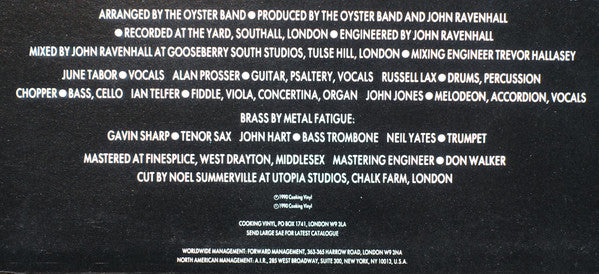 ARRANGED BY THE OYSTER BAND ● PRODUCED BY THE OYSTER BAND AND JOHN RAVENHALL
● RECORDED AT THE YARD, SOUTHALL, LONDON ● ENGINEERED BY JOHN RAVENHALL
MIXED BY JOHN RAVENHALL AT GOOSEBERRY SOUTH STUDIOS, TULSE HILL, LONDON ● MIXING ENGINEER TREVOR HALLASEY
JUNE TABOR ● VOCALS ALAN PROSSER ● GUITAR, PSALTERY, VOCALS RUSSELL LAX ● DRUMS, PERCUSSION
CHOPPER ● BASS, CELLO IAN TELFER ● FIDDLE, VIOLA, CONCERTINA, ORGAN JOHN JONES ● MELODEON, ACCORDION, VOCALS
BRASS BY METAL FATIGUE:
GAVIN SHARP ● TENOR, SAX JOHN HART ● BASS TROMBONE NEIL YATES ● TRUMPET
MASTERED AT FINESPLICE, WEST DRAYTON, MIDDLESEX MASTERING ENGINEER ● DON WALKER
CUT BY NOEL SUMMERVILLE AT UTOPIA STUDIOS, CHALK FARM, LONDON
℗ 1990 Cooking Vinyl
© 1990 Cooking Vinyl
COOKING VINYL, PO BOX 1741, LONDON W9 3LA
SEND LARGE SAE FOR LATEST CATALOGUE
WORLDWIDE MANAGEMENT: FORWARD MANAGEMENT, 363-365 HARROW ROAD, LONDON W9 3NA
NORTH AMERICAN MANAGEMENT: A.I.R., 285 WEST BROADWAY, SUITE 300, NEW YORK, NY 10013, U.S.A.